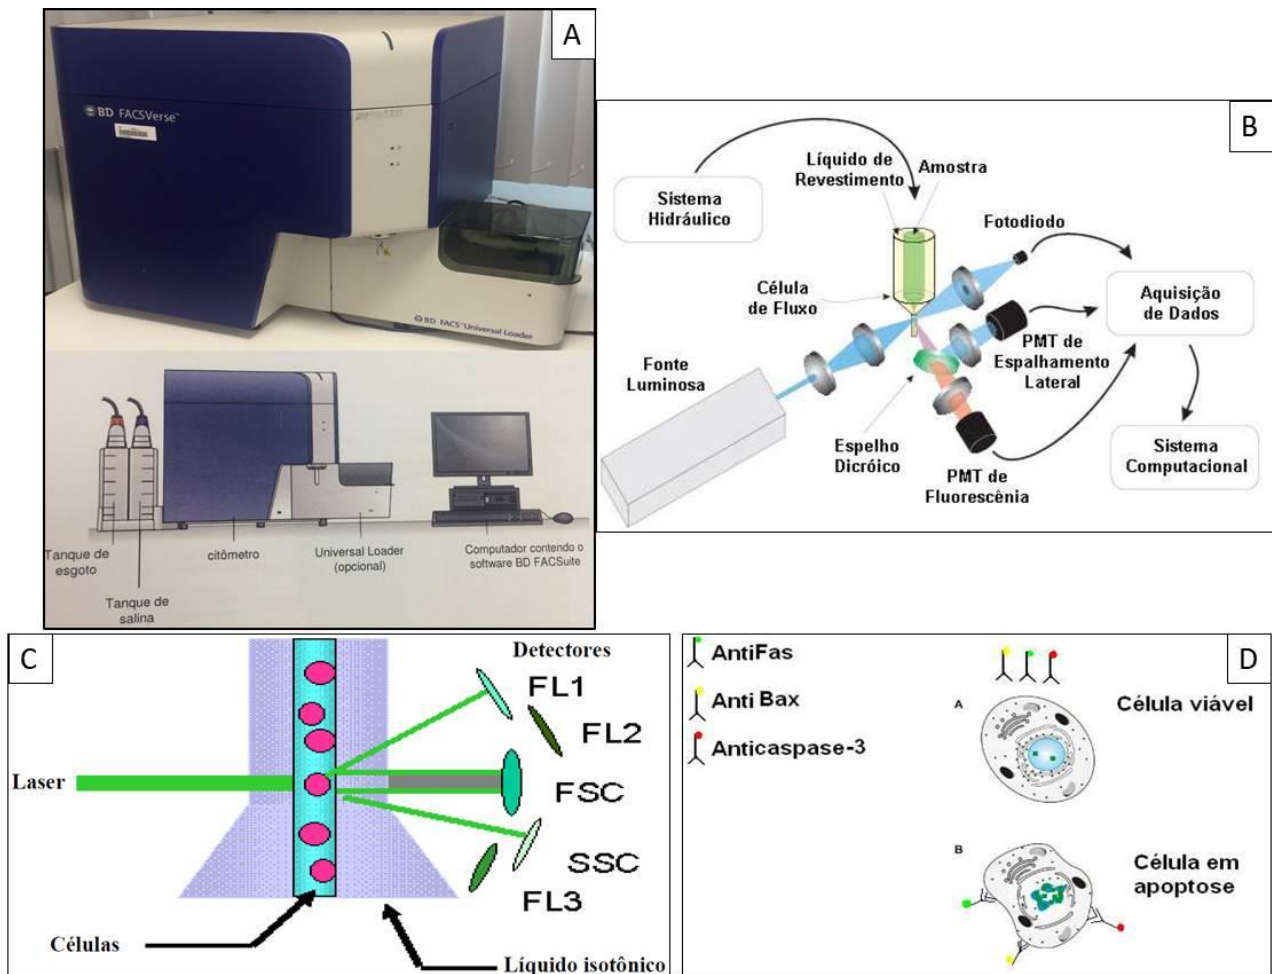 A
BD FACSVerse™
BD FACS™Universal Loader
Tanque de
esgoto
Tanque de
salina
citômetro
Universal Loader
(opcional)
Computador contendo o
software BD FACSuite
B
Sistema
Hidráulico
Líquido de
Revestimento
Amostra
Fotodiodo
Célula
de Fluxo
Aquisição
de Dados
PMT de
Espalhamento
Lateral
Fonte
Luminosa
Espelho
Dicróico
PMT de
Fluorescênia
Sistema
Computacional
C
Detectores
FL1
FL2
Laser
FSC
SSC
FL3
Células
Líquido isotônico
D
AntiFas
Anti Bax
Anticaspase-3
A
Célula viável
B
Célula em
apoptose